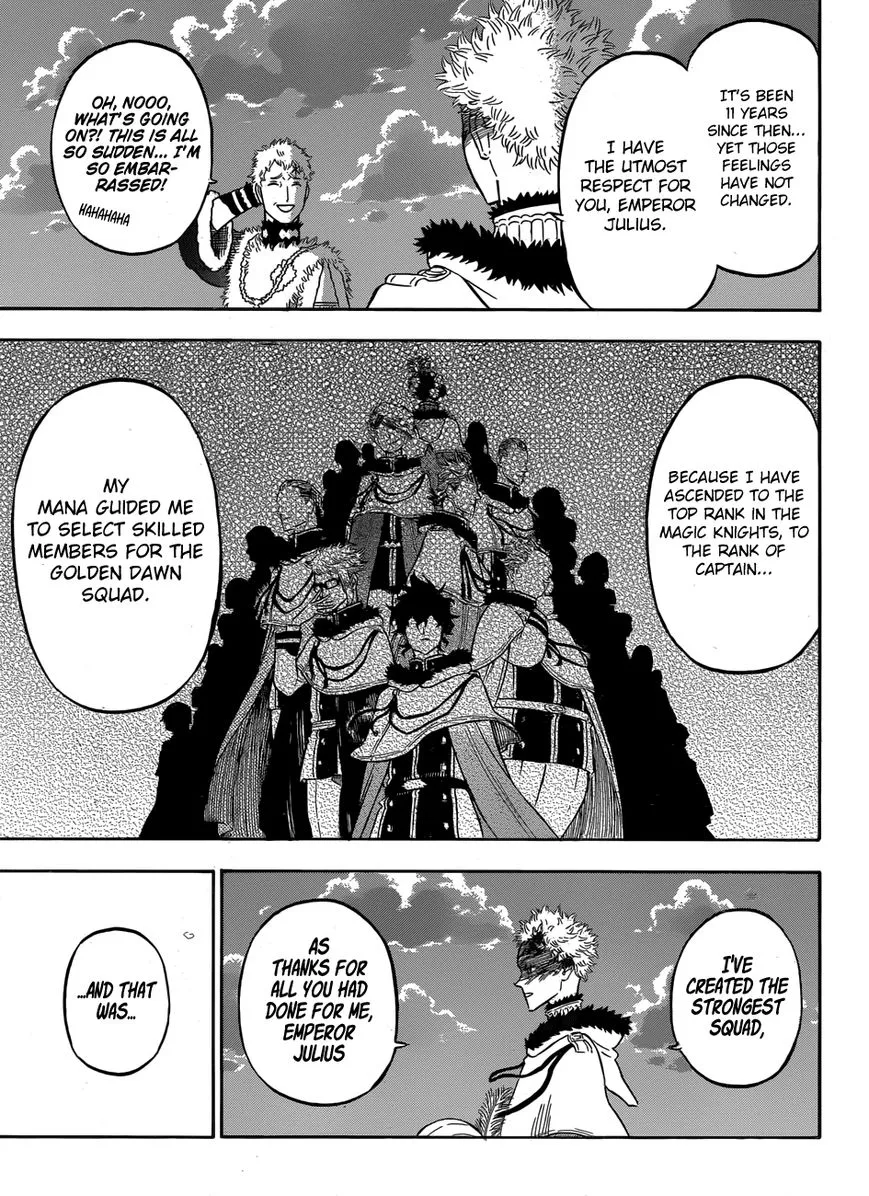 IT'S BEEN
11 YEARS
SINCE THEN...
YET THOSE
FEELINGS
HAVE NOT
CHANGED.
I HAVE
THE UTMOST
RESPECT FOR
YOU, EMPEROR
JULIUS.
OH, NOOO,
WHAT'S GOING
ON?! THIS IS ALL
SO SUDDEN... I'M
SO EMBAR-
RASSED!
HAHAHAHA
BECAUSE I HAVE
ASCENDED TO THE
TOP RANK IN THE
MAGIC KNIGHTS, TO
THE RANK OF
CAPTAIN...
MY
MANA GUIDED ME
TO SELECT SKILLED
MEMBERS FOR THE
GOLDEN DAWN
SQUAD.
I'VE
CREATED THE
STRONGEST
SQUAD,
AS
THANKS FOR
ALL YOU HAD
DONE FOR ME,
EMPEROR
JULIUS
...AND THAT
WAS...